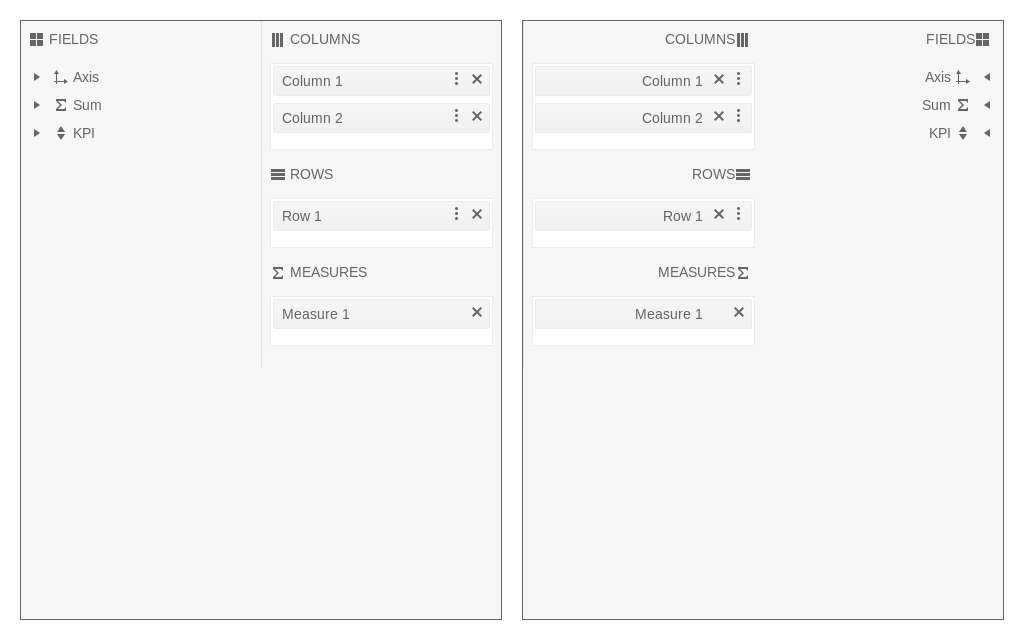 FIELDS
Axis
Sum
KPI
COLUMNS
Column 1
Column 2
ROWS
Row 1
MEASURES
Measure 1
COLUMNS
Column 1
Column 2
ROWS
Row 1
MEASURES
Measure 1
FIELDS
Axis
Sum
KPI